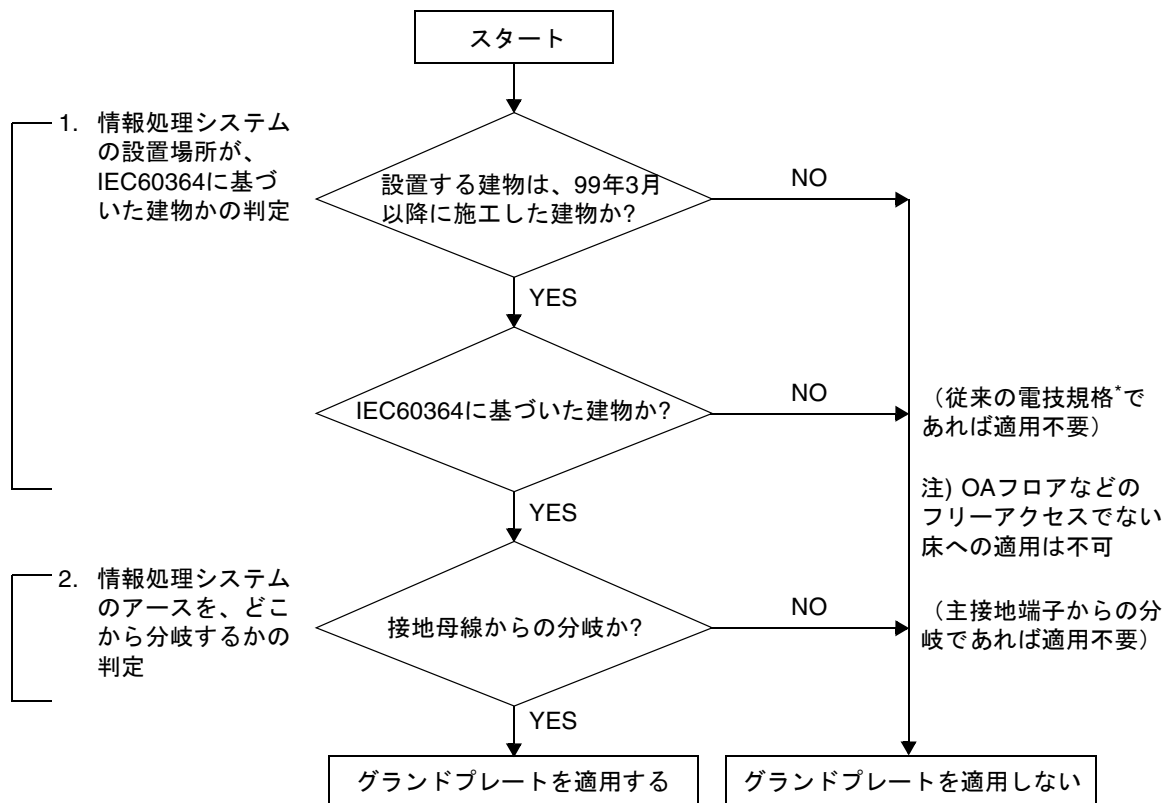 スタート
1. 情報処理システム
の設置場所が、
IEC60364に基づ
いた建物かの判定
設置する建物は、99年3月
以降に施工した建物か?
NO
YES
IEC60364に基づいた建物か?
NO
(従来の電技規格*で
あれば適用不要)
注) OAフロアなどの
フリーアクセスでない
床への適用は不可
YES
2. 情報処理システム
のアースを、どこ
から分岐するかの
判定
接地母線からの分岐か?
NO
(主接地端子からの分
岐であれば適用不要)
YES
グランドプレートを適用する
グランドプレートを適用しない